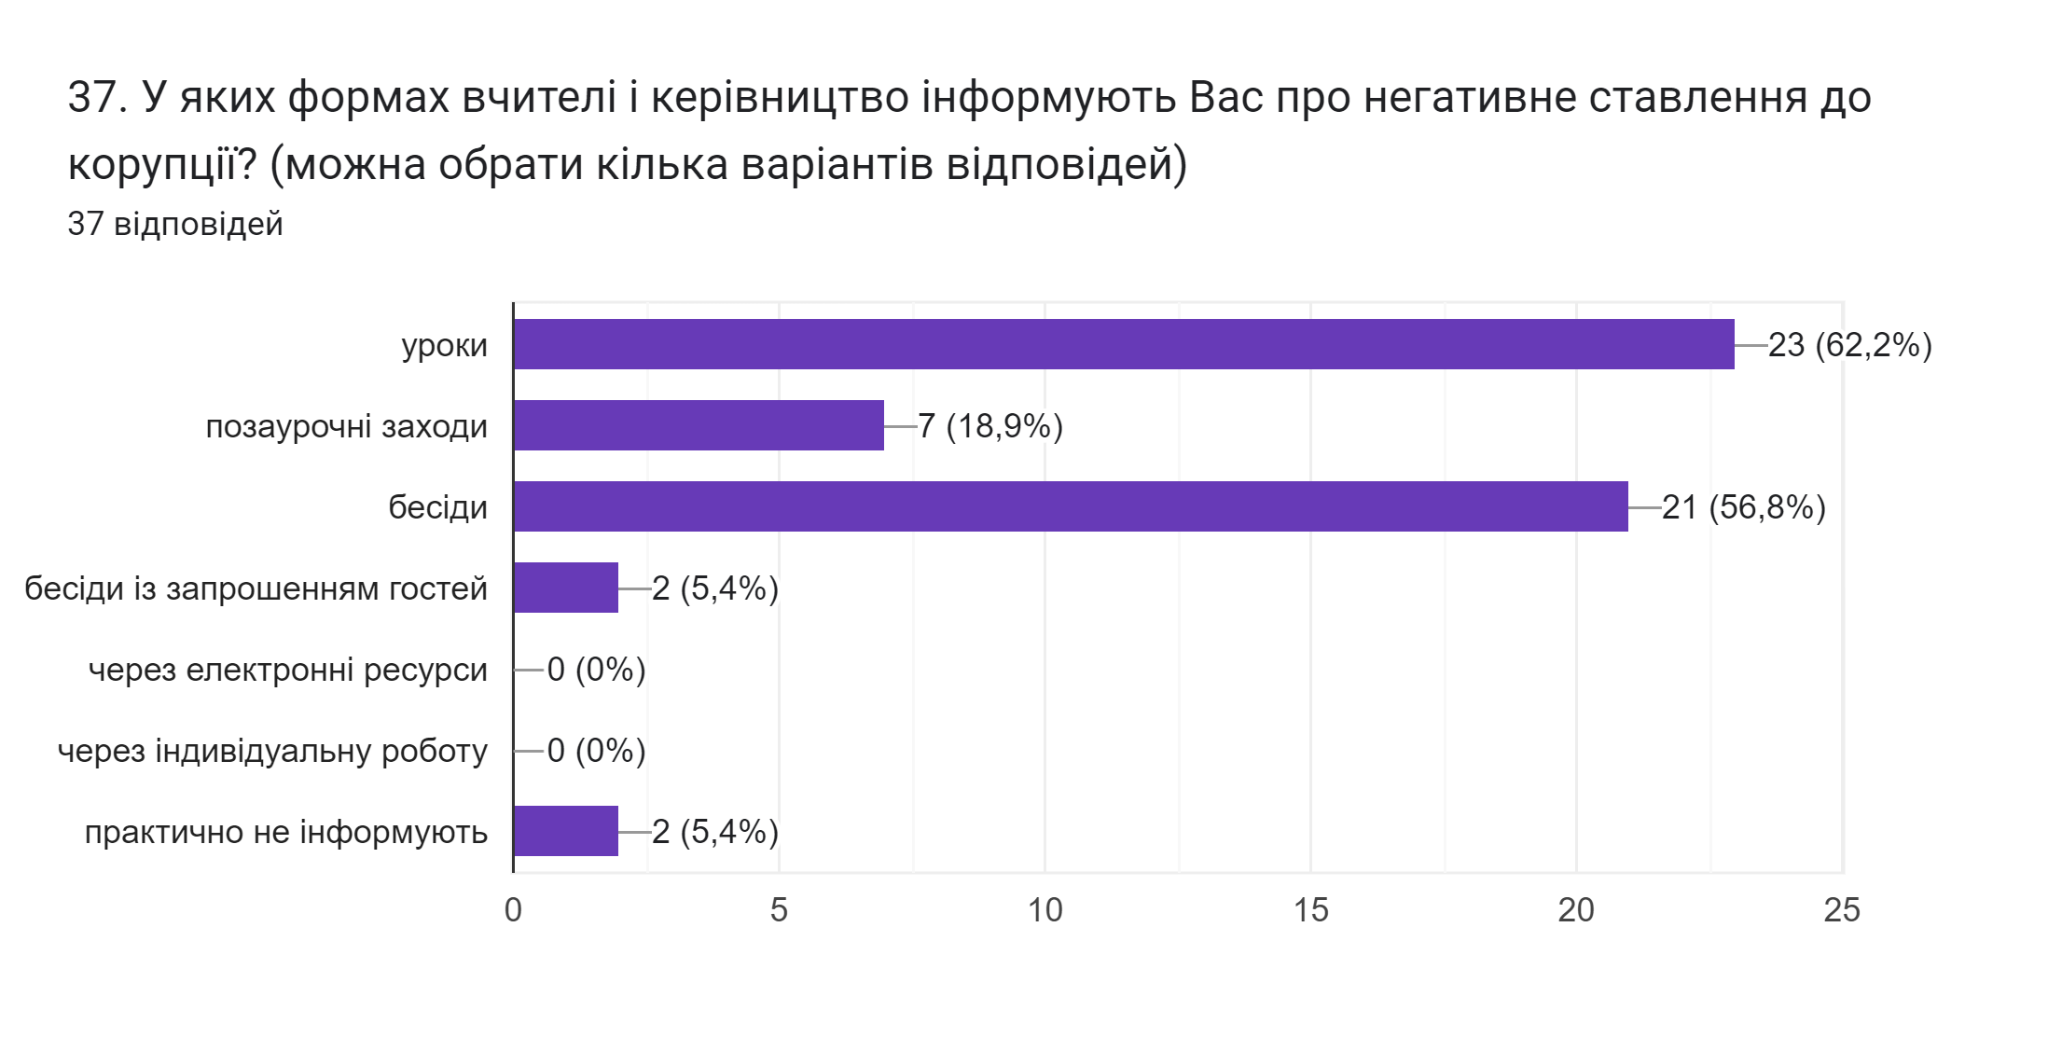 37. У яких формах вчителі і керівництво інформують Вас про негативне ставлення до
корупції? (можна обрати кілька варіантів відповідей)
37 відповідей
уроки 23 (62,2%)
позаурочні заходи 7 (18,9%)
бесіди 21 (56,8%)
бесіди із запрошенням гостей 2 (5,4%)
через електронні ресурси 0 (0%)
через індивідуальну роботу 0 (0%)
практично не інформують 2 (5,4%)
0 5 10 15 20 25